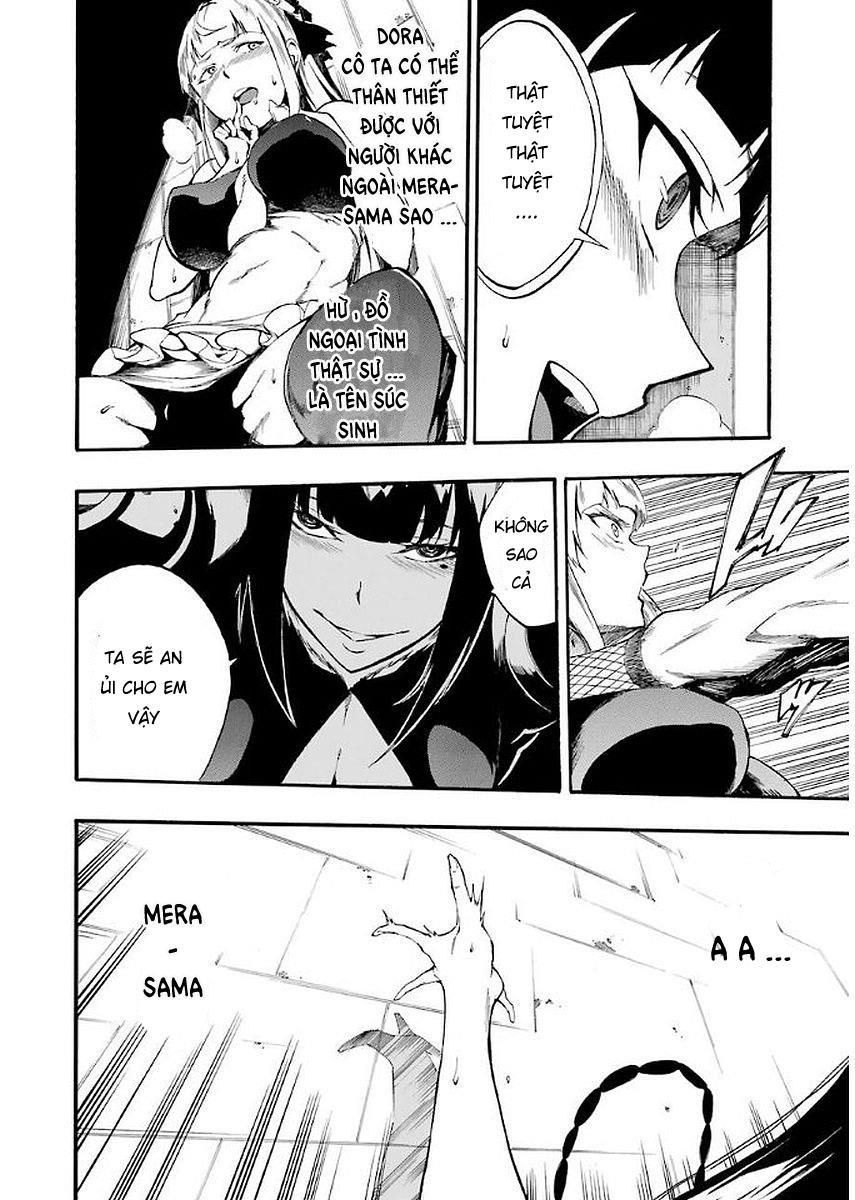 THẬT
TUYỆT
THẬT
TUYỆT
....
DORA
CÔ TA CÓ THỂ
THÂN THIẾT
ĐƯỢC VỚI
NGƯỜI KHÁC
NGOÀI MERA-
SAMA SAO ...
HỪ , ĐỒ
NGOẠI TÌNH
THẬT SỰ ...
LÀ TÊN SÚC
SINH
KHÔNG
SAO
CẢ
TA SẼ AN
ỦI CHO EM
VẬY
A A ...
MERA
-
SAMA